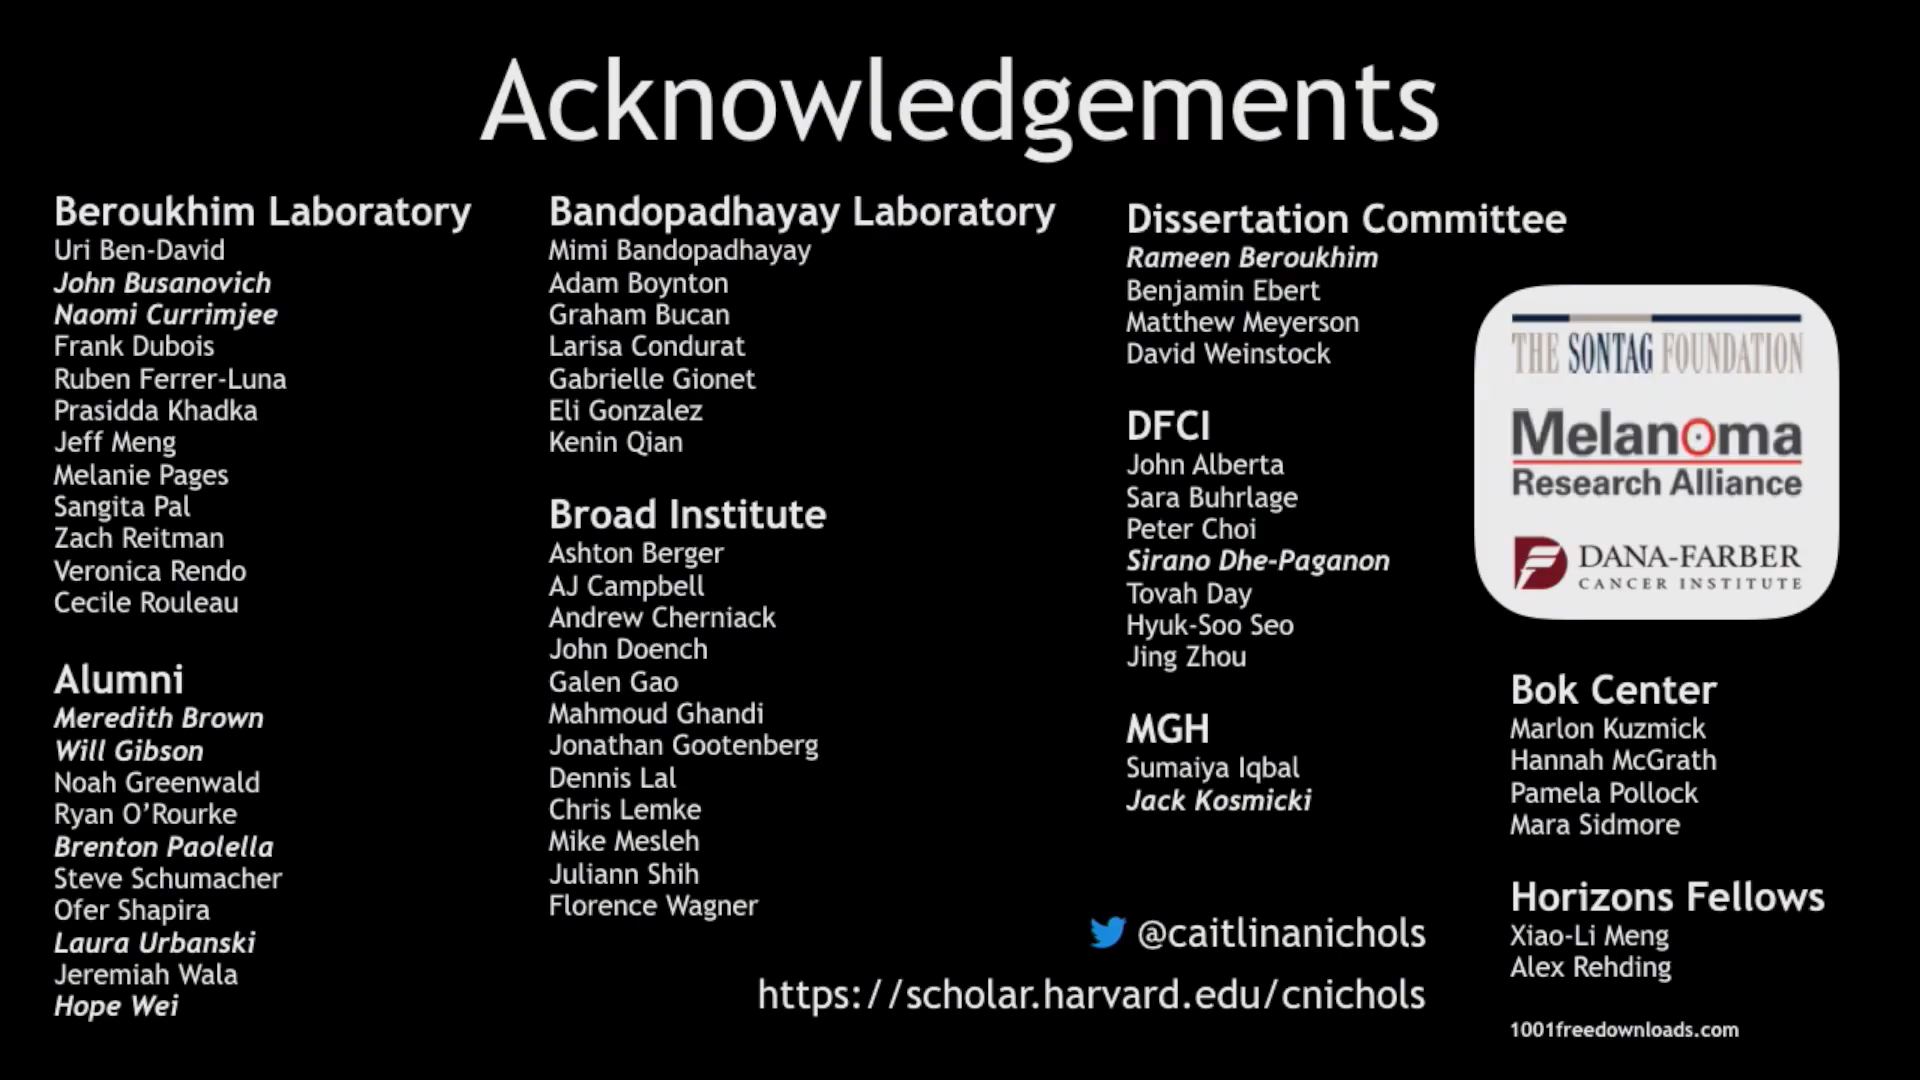 Acknowledgements
Beroukhim Laboratory
Uri Ben-David
John Busanovich
Naomi Currimjee
Frank Dubois
Ruben Ferrer-Luna
Prasidda Khadka
Jeff Meng
Melanie Pages
Sangita Pal
Zach Reitman
Veronica Rendo
Cecile Rouleau
Alumni
Meredith Brown
Will Gibson
Noah Greenwald
Ryan O’Rourke
Brenton Paolella
Steve Schumacher
Ofer Shapira
Laura Urbanski
Jeremiah Wala
Hope Wei
Bandopadhayay Laboratory
Mimi Bandopadhayay
Adam Boynton
Graham Bucan
Larisa Condurat
Gabrielle Gionet
Eli Gonzalez
Kenin Qian
Broad Institute
Ashton Berger
AJ Campbell
Andrew Cherniack
John Doench
Galen Gao
Mahmoud Ghandi
Jonathan Gootenberg
Dennis Lal
Chris Lemke
Mike Mesleh
Juliann Shih
Florence Wagner
Dissertation Committee
Rameen Beroukhim
Benjamin Ebert
Matthew Meyerson
David Weinstock
DFCI
John Alberta
Sara Buhrlage
Peter Choi
Sirano Dhe-Paganon
Tovah Day
Hyuk-Soo Seo
Jing Zhou
MGH
Sumaiya Iqbal
Jack Kosmicki
@caitlinanichols
https://scholar.harvard.edu/cnichols
THE SONTAG FOUNDATION
Melanoma
Research Alliance
DANA-FARBER
CANCER INSTITUTE
Bok Center
Marlon Kuzmick
Hannah McGrath
Pamela Pollock
Mara Sidmore
Horizons Fellows
Xiao-Li Meng
Alex Rehding
1001freedownloads.com